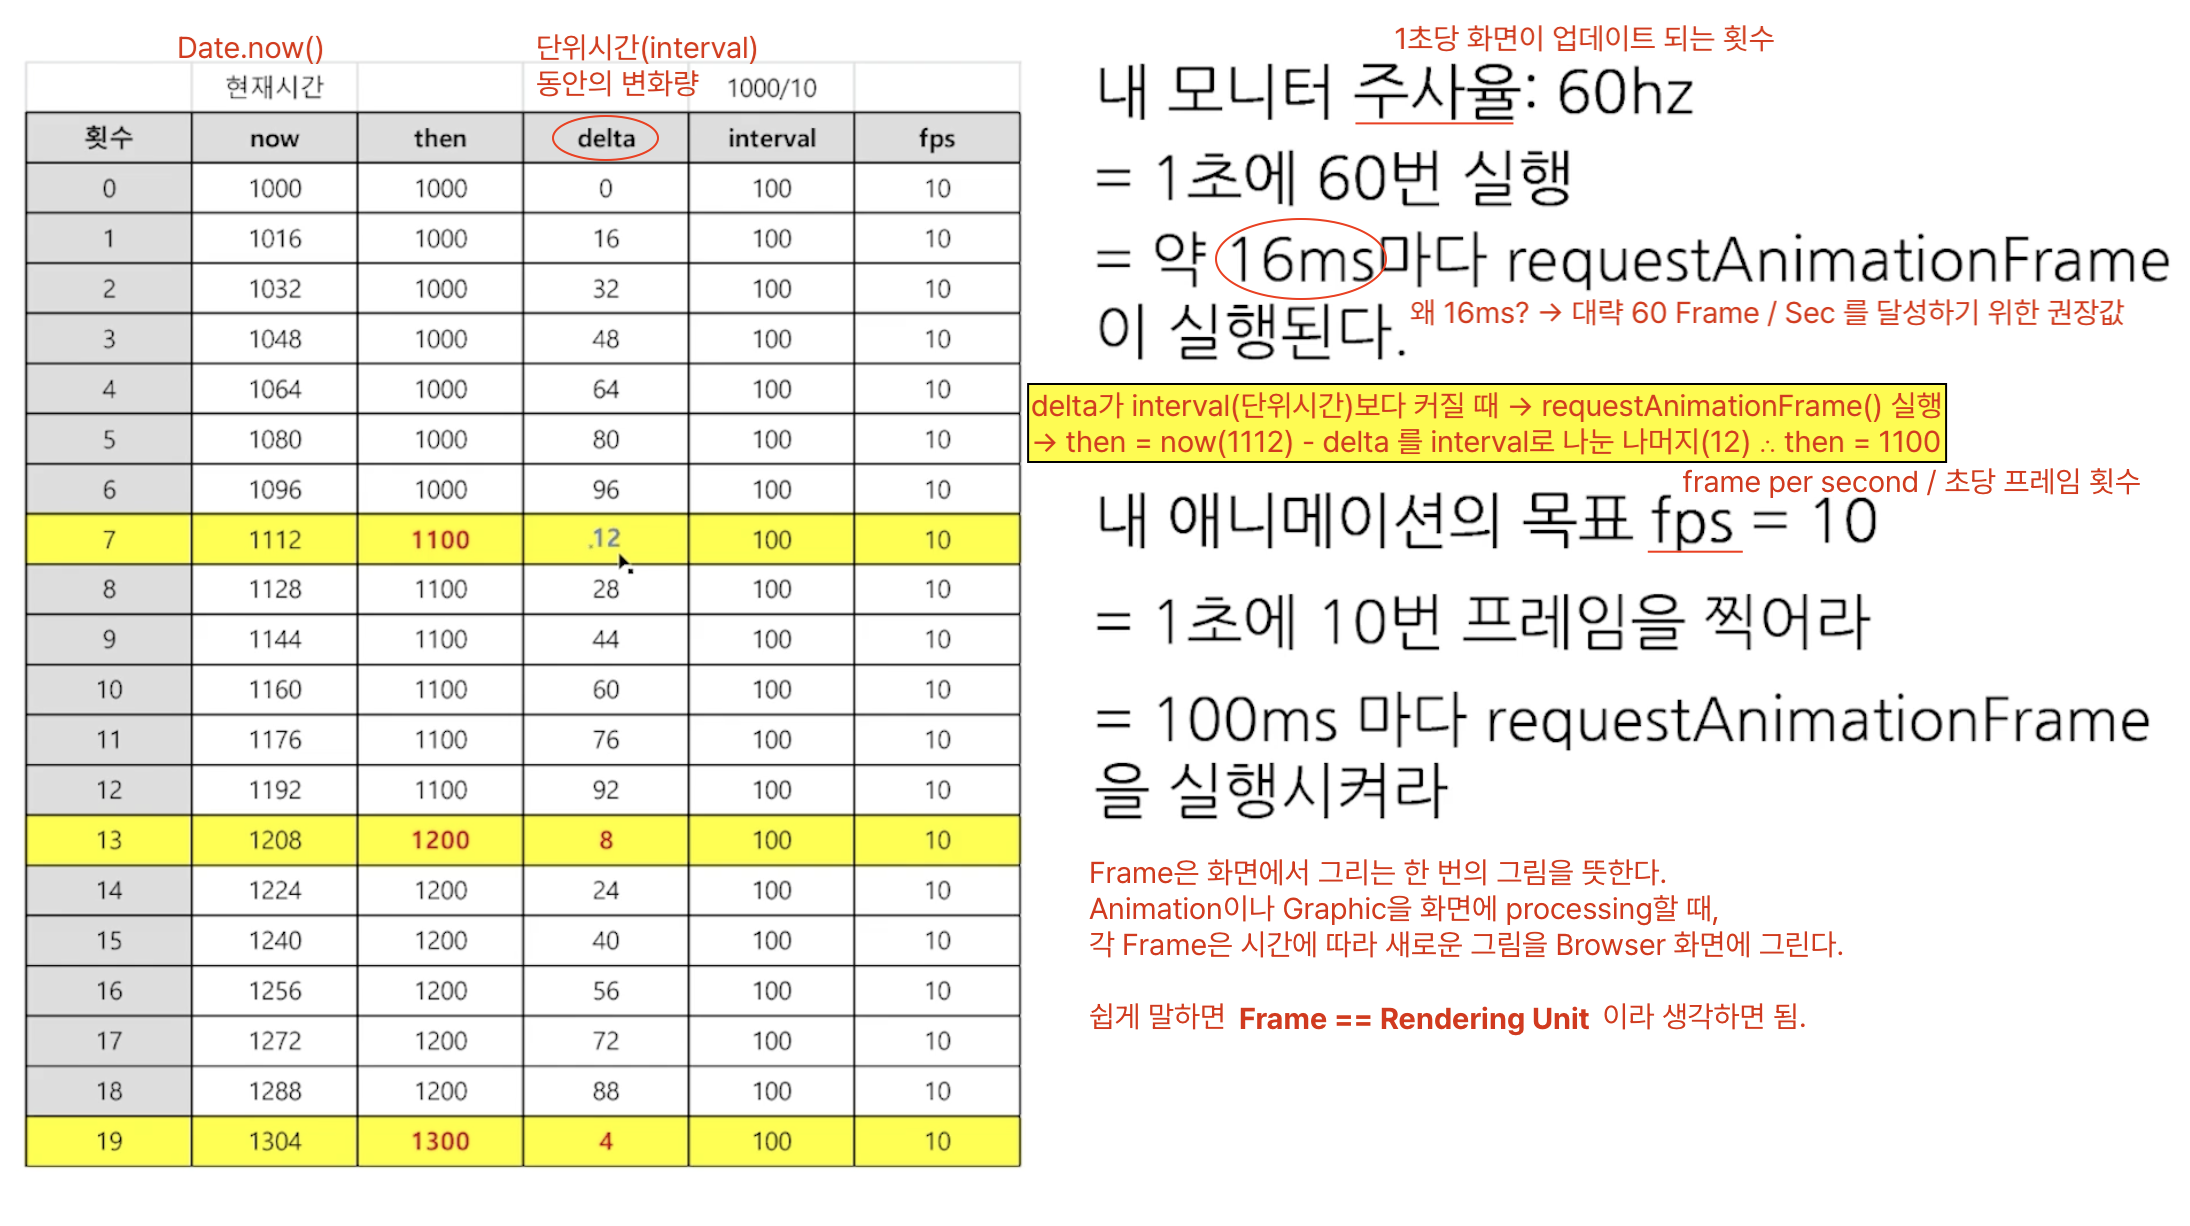 Date.now()
단위시간(interval)
동안의 변화량
현재시간
1000/10
횟수 now then delta interval fps
0 1000 1000 0 100 10
1 1016 1000 16 100 10
2 1032 1000 32 100 10
3 1048 1000 48 100 10
4 1064 1000 64 100 10
5 1080 1000 80 100 10
6 1096 1000 96 100 10
7 1112 1100 12 100 10
8 1128 1100 28 100 10
9 1144 1100 44 100 10
10 1160 1100 60 100 10
11 1176 1100 76 100 10
12 1192 1100 92 100 10
13 1208 1200 8 100 10
14 1224 1200 24 100 10
15 1240 1200 40 100 10
16 1256 1200 56 100 10
17 1272 1200 72 100 10
18 1288 1200 88 100 10
19 1304 1300 4 100 10
1초당 화면이 업데이트 되는 횟수
내 모니터 주사율: 60hz
= 1초에 60번 실행
= 약 16ms마다 requestAnimationFrame
이 실행된다.
왜 16ms? → 대략 60 Frame / Sec 를 달성하기 위한 권장값
delta가 interval(단위시간)보다 커질 때 → requestAnimationFrame() 실행
→ then = now(1112) - delta 를 interval로 나눈 나머지(12) ∴ then = 1100
frame per second / 초당 프레임 횟수
내 애니메이션의 목표 fps = 10
= 1초에 10번 프레임을 찍어라
= 100ms 마다 requestAnimationFrame
을 실행시켜라
Frame은 화면에서 그리는 한 번의 그림을 뜻한다.
Animation이나 Graphic을 화면에 processing할 때,
각 Frame은 시간에 따라 새로운 그림을 Browser 화면에 그린다.
쉽게 말하면 Frame == Rendering Unit 이라 생각하면 됨.